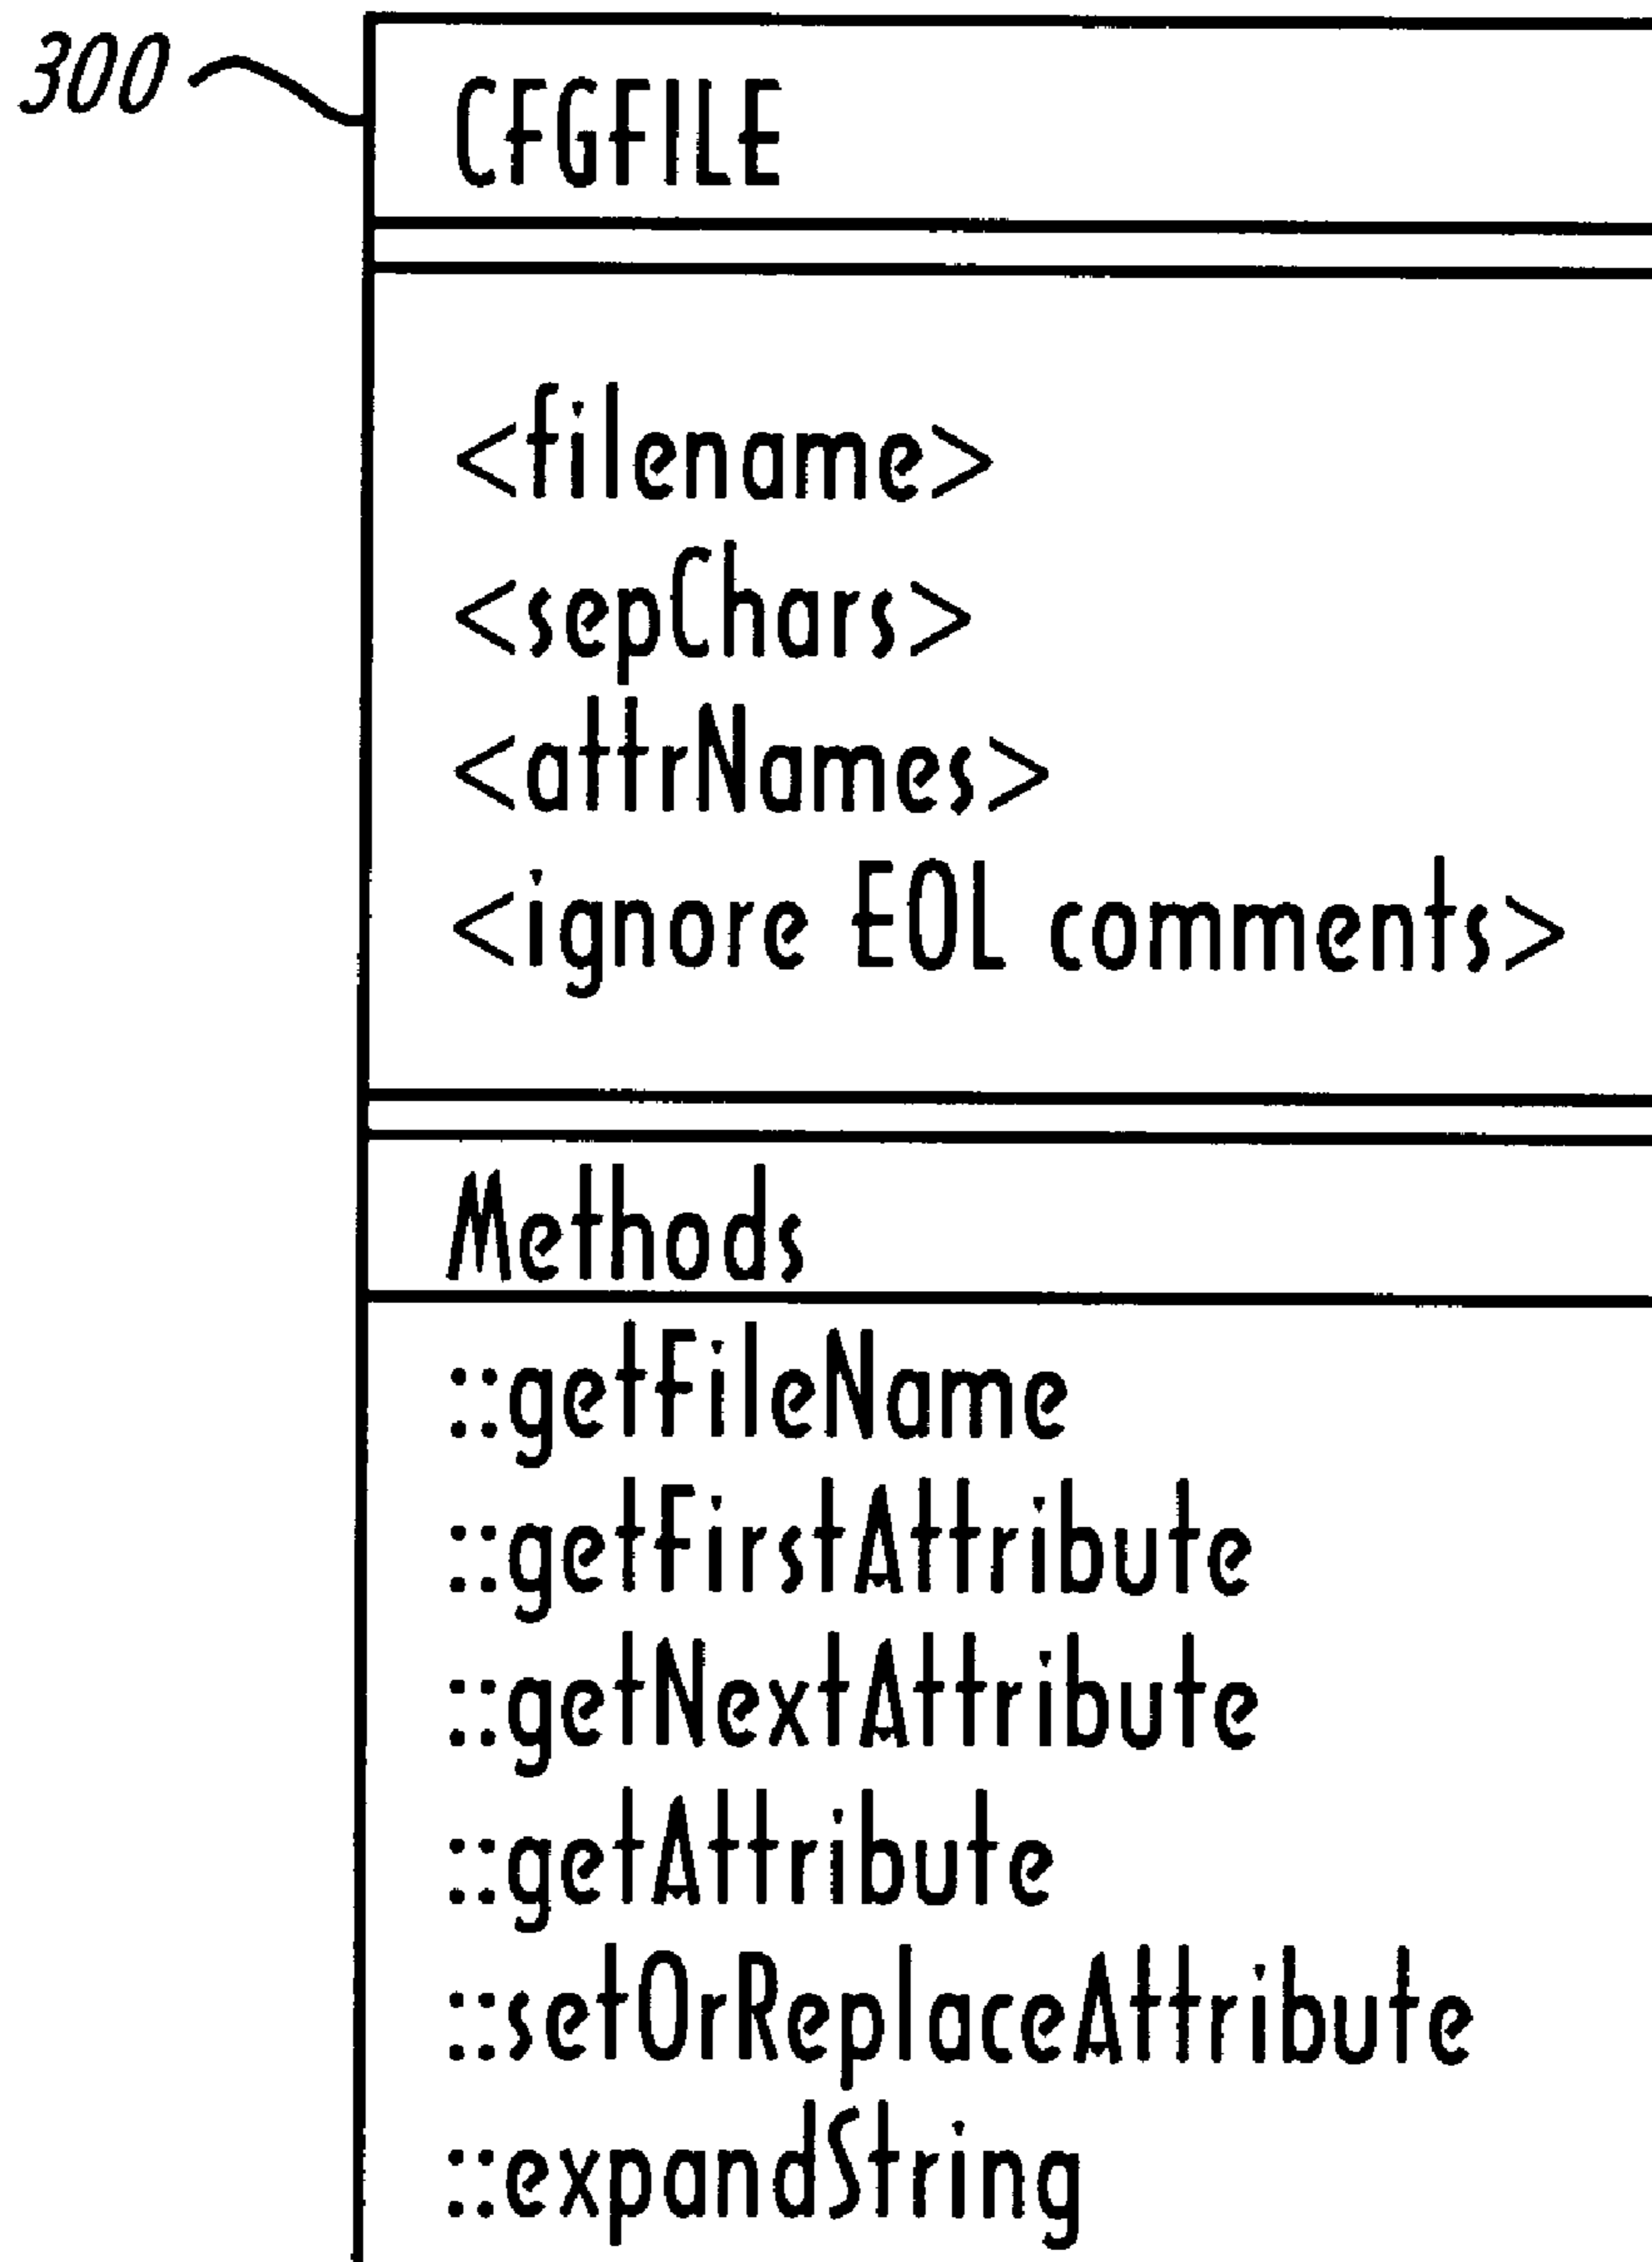 300
CFGFILE
<filename>
<sepChars>
<attrNames>
<ignore EOL comments>
Methods
::getFileName
::getFirstAttribute
::getNextAttribute
::getAttribute
::setOrReplaceAttribute
::expandString